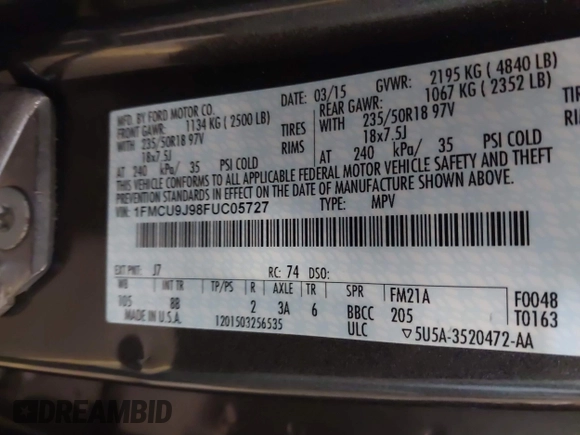 MFG. BY FORD MOTOR CO. DATE: 03/15 GVWR: 2195 KG ( 4840 LB)
FRONT GAWR: 1134 KG ( 2500 LB) REAR GAWR: 1067 KG ( 2352 LB)
WITH 235/50R18 97V TIRES WITH 235/50R18 97V TIRE
18x7.5J RIMS 18x7.5J RIM
AT 240 kPa/ 35 PSI COLD AT 240 kPa/ 35 PSI COLD
THIS VEHICLE CONFORMS TO ALL APPLICABLE FEDERAL MOTOR VEHICLE SAFETY AND THEFT
PREVENTION STANDARDS IN EFFECT ON THE DATE OF MANUFACTURE SHOWN ABOVE.
VIN: 1FMCU9J98FUC05727 TYPE: MPV
EXT PNT: J7 RC: 74 DSO:
WB INT TR TP/PS R AXLE TR SPR FM21A F0048
105 BB 2 3A 6 BBCC 205 T0163
MADE IN U.S.A. 1201503256535 ULC ▽5U5A-3520472-AA
DREAMBID